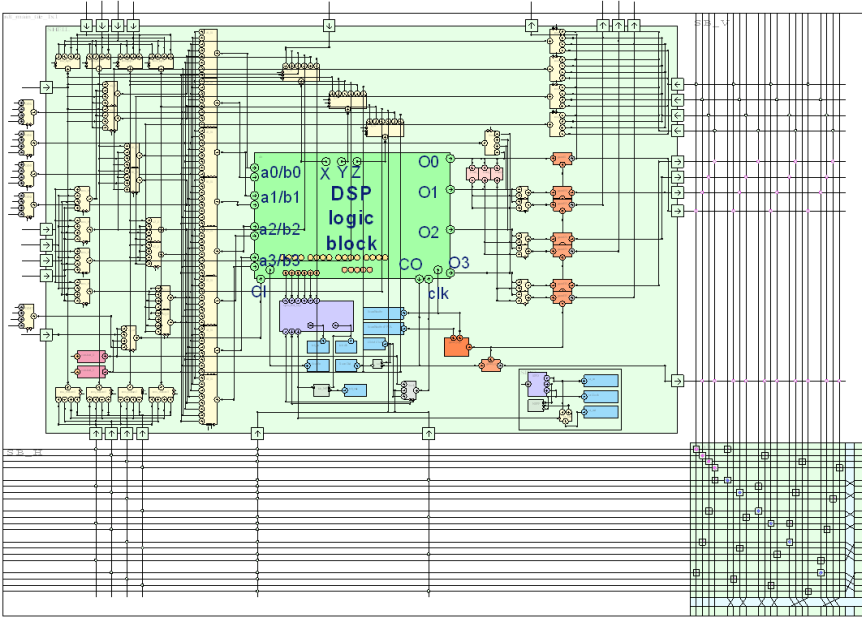 SB_V
a0/b0
X Y Z
O0
a1/b1
DSP
O1
logic
a2/b2
O2
block
a3/b3
CO
O3
CI
clk
SB_H